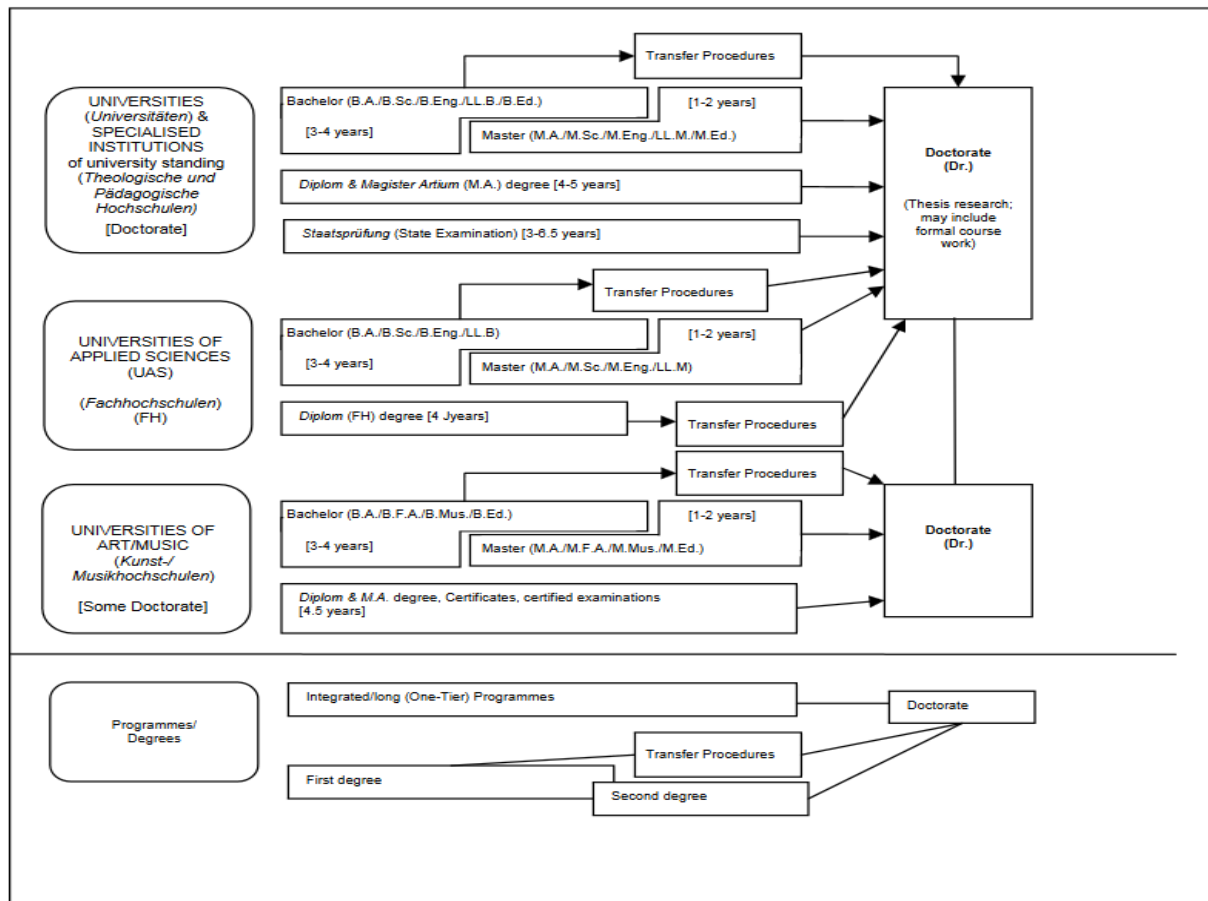 Transfer Procedures
UNIVERSITIES
(Universitäten) &
SPECIALISED
INSTITUTIONS
of university standing
(Theologische und
Pädagogische
Hochschulen)
[Doctorate]
Bachelor (B.A./B.Sc./B.Eng./LL.B./B.Ed.)
[3-4 years]
[1-2 years]
Master (M.A./M.Sc./M.Eng./LL.M./M.Ed.)
Diplom & Magister Artium (M.A.) degree [4-5 years]
Staatsprüfung (State Examination) [3-6.5 years]
Doctorate
(Dr.)
(Thesis research;
may include
formal course
work)
Transfer Procedures
UNIVERSITIES OF
APPLIED SCIENCES
(UAS)
(Fachhochschulen)
(FH)
Bachelor (B.A./B.Sc./B.Eng./LL.B)
[3-4 years]
[1-2 years]
Master (M.A./M.Sc./M.Eng./LL.M)
Diplom (FH) degree [4 Jyears]
Transfer Procedures
Transfer Procedures
UNIVERSITIES OF
ART/MUSIC
(Kunst-/
Musikhochschulen)
[Some Doctorate]
Bachelor (B.A./B.F.A./B.Mus./B.Ed.)
[3-4 years]
[1-2 years]
Master (M.A./M.F.A./M.Mus./M.Ed.)
Diplom & M.A. degree, Certificates, certified examinations
[4.5 years]
Doctorate
(Dr.)
Programmes/
Degrees
Integrated/long (One-Tier) Programmes
Doctorate
Transfer Procedures
First degree
Second degree